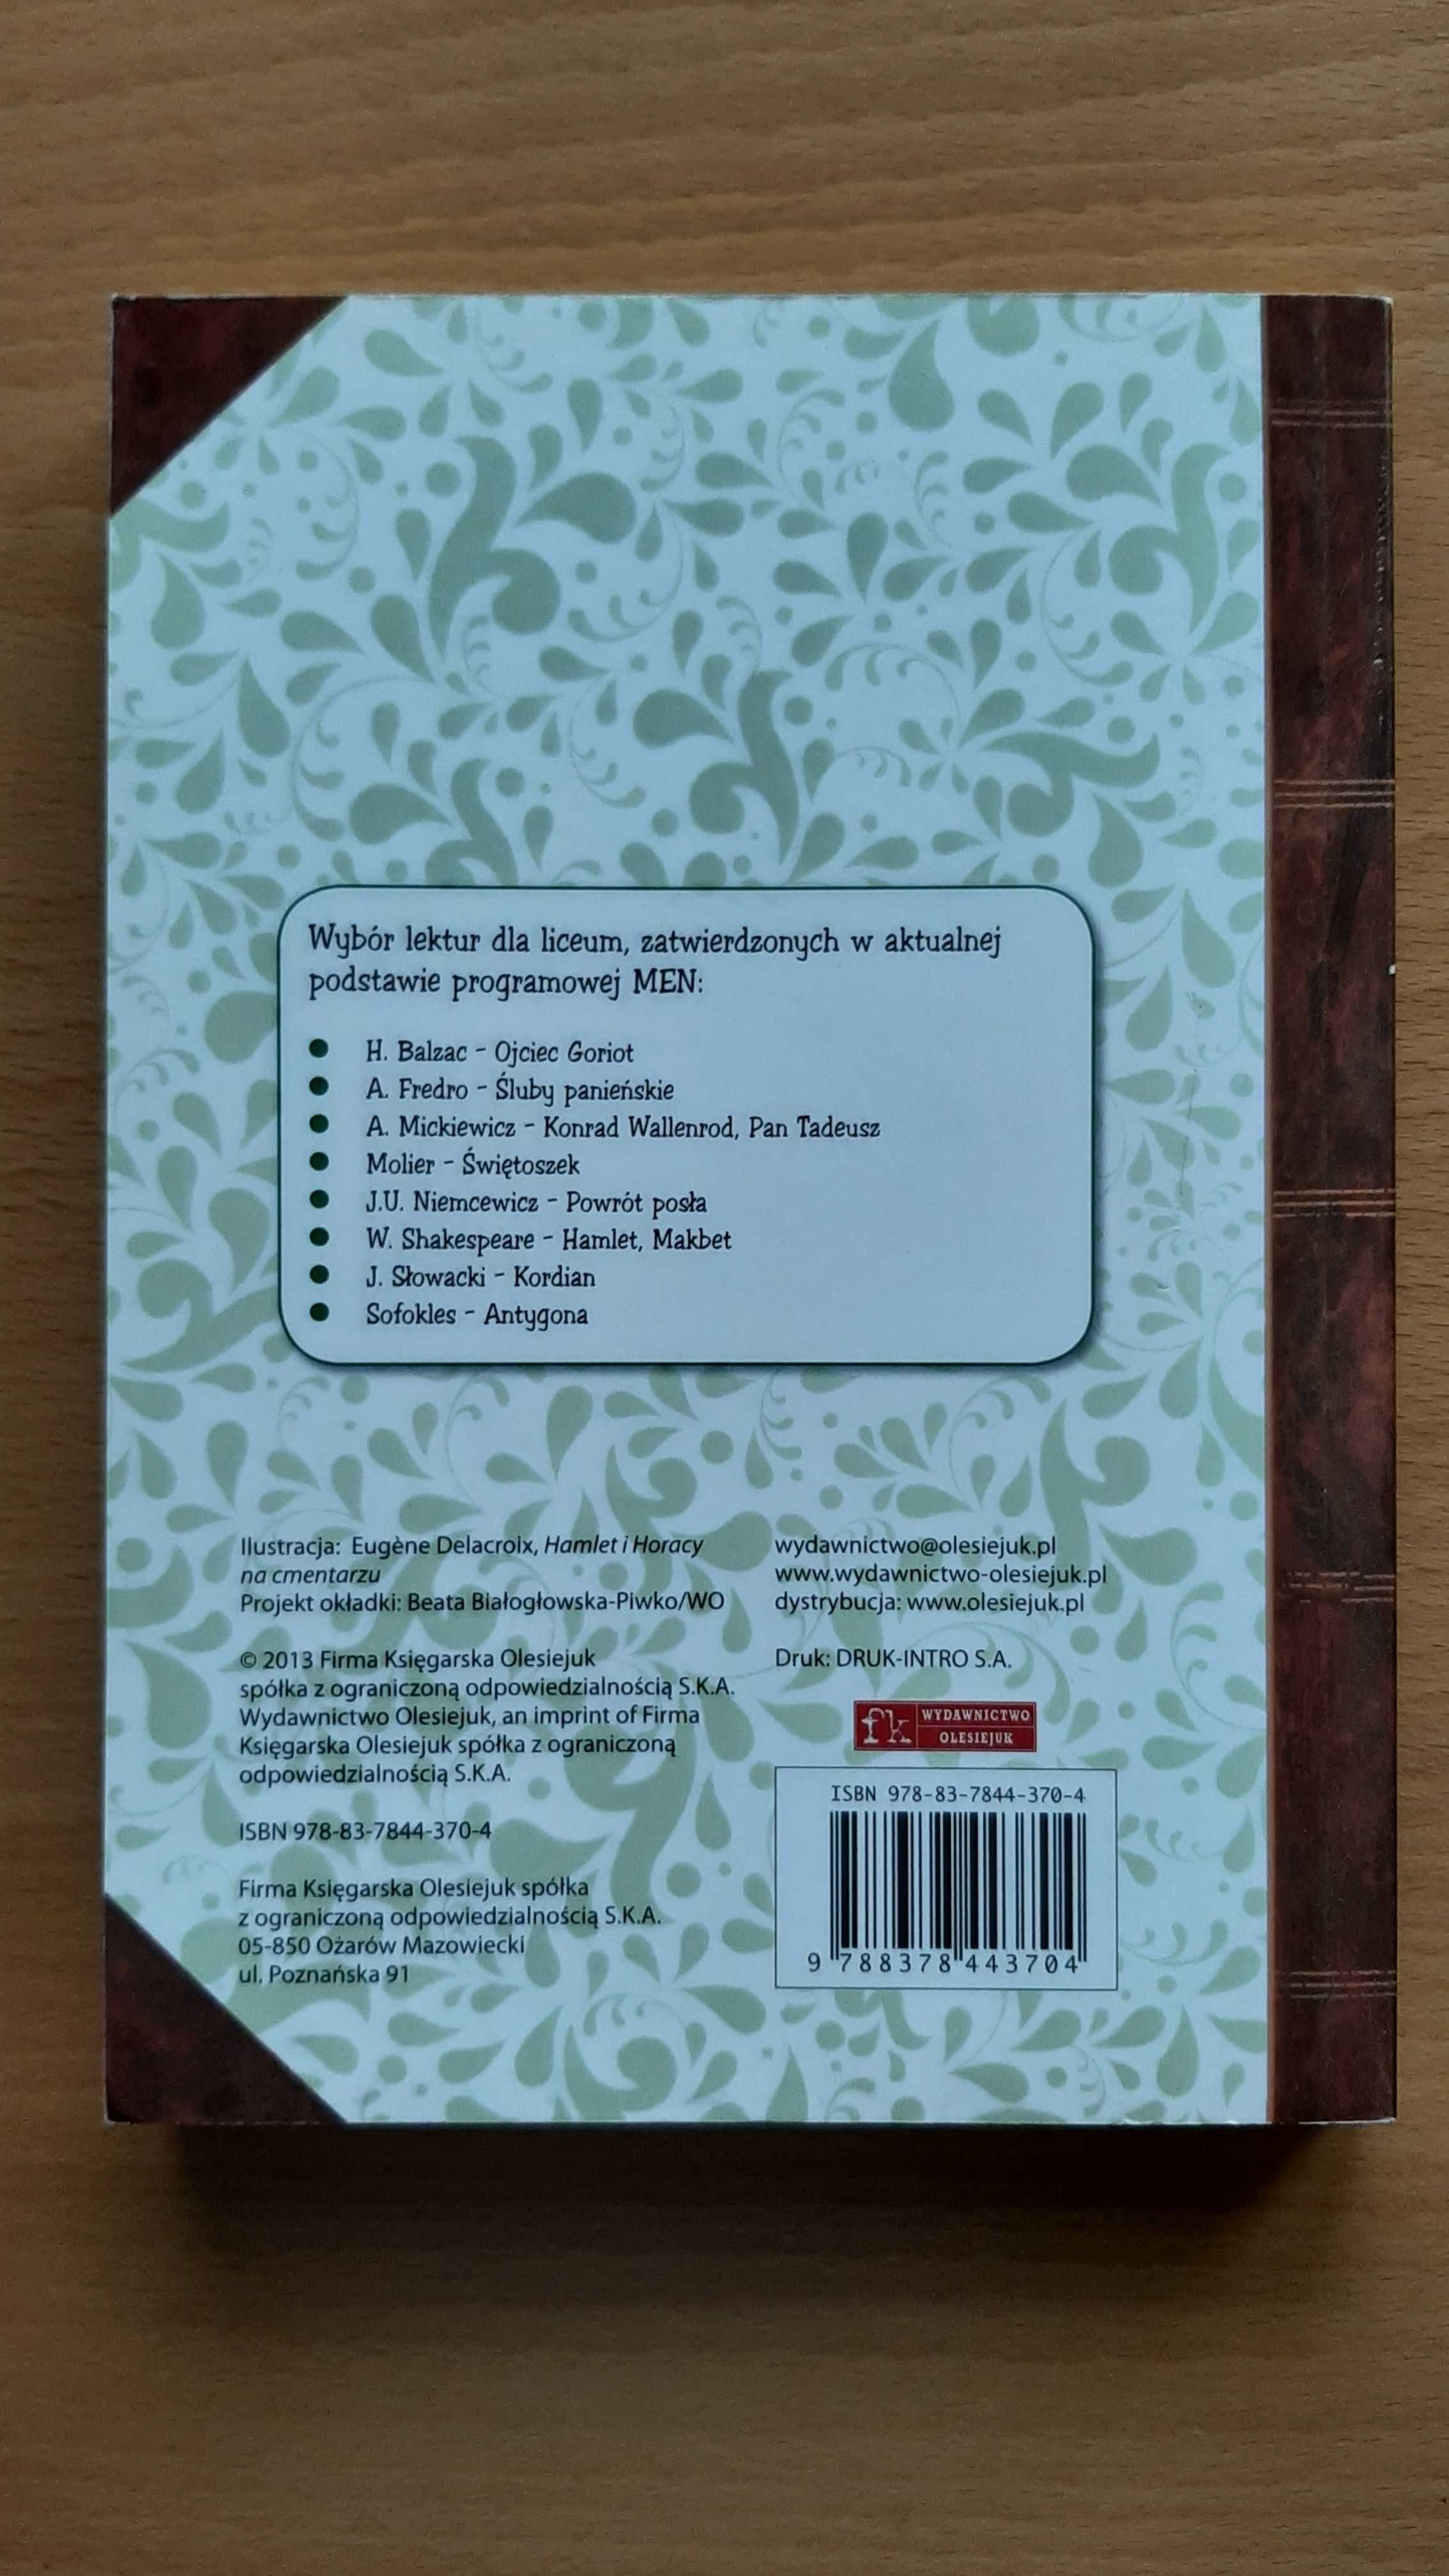 Wybór lektur dla liceum, zatwierdzonych w aktualnej
podstawie programowej MEN:
● H. Balzac - Ojciec Goriot
● A. Fredro - Śluby panieńskie
● A. Mickiewicz - Konrad Wallenrod, Pan Tadeusz
● Molier - Świętoszek
● J.U. Niemcewicz - Powrót posła
● W. Shakespeare - Hamlet, Makbet
● J. Słowacki - Kordian
● Sofokles - Antygona
Ilustracja: Eugène Delacroix, Hamlet i Horacy
na cmentarzu
Projekt okładki: Beata Białogłowska-Piwko/WO
© 2013 Firma Księgarska Olesiejuk
spółka z ograniczoną odpowiedzialnością S.K.A.
Wydawnictwo Olesiejuk, an imprint of Firma
Księgarska Olesiejuk spółka z ograniczoną
odpowiedzialnością S.K.A.
ISBN 978-83-7844-370-4
Firma Księgarska Olesiejuk spółka
z ograniczoną odpowiedzialnością S.K.A.
05-850 Ożarów Mazowiecki
ul. Poznańska 91
wydawnictwo@olesiejuk.pl
www.wydawnictwo-olesiejuk.pl
dystrybucja: www.olesiejuk.pl
Druk: DRUK-INTRO S.A.
fk WYDAWNICTWO
OLESIEJUK
ISBN 978-83-7844-370-4
9 788378 443704